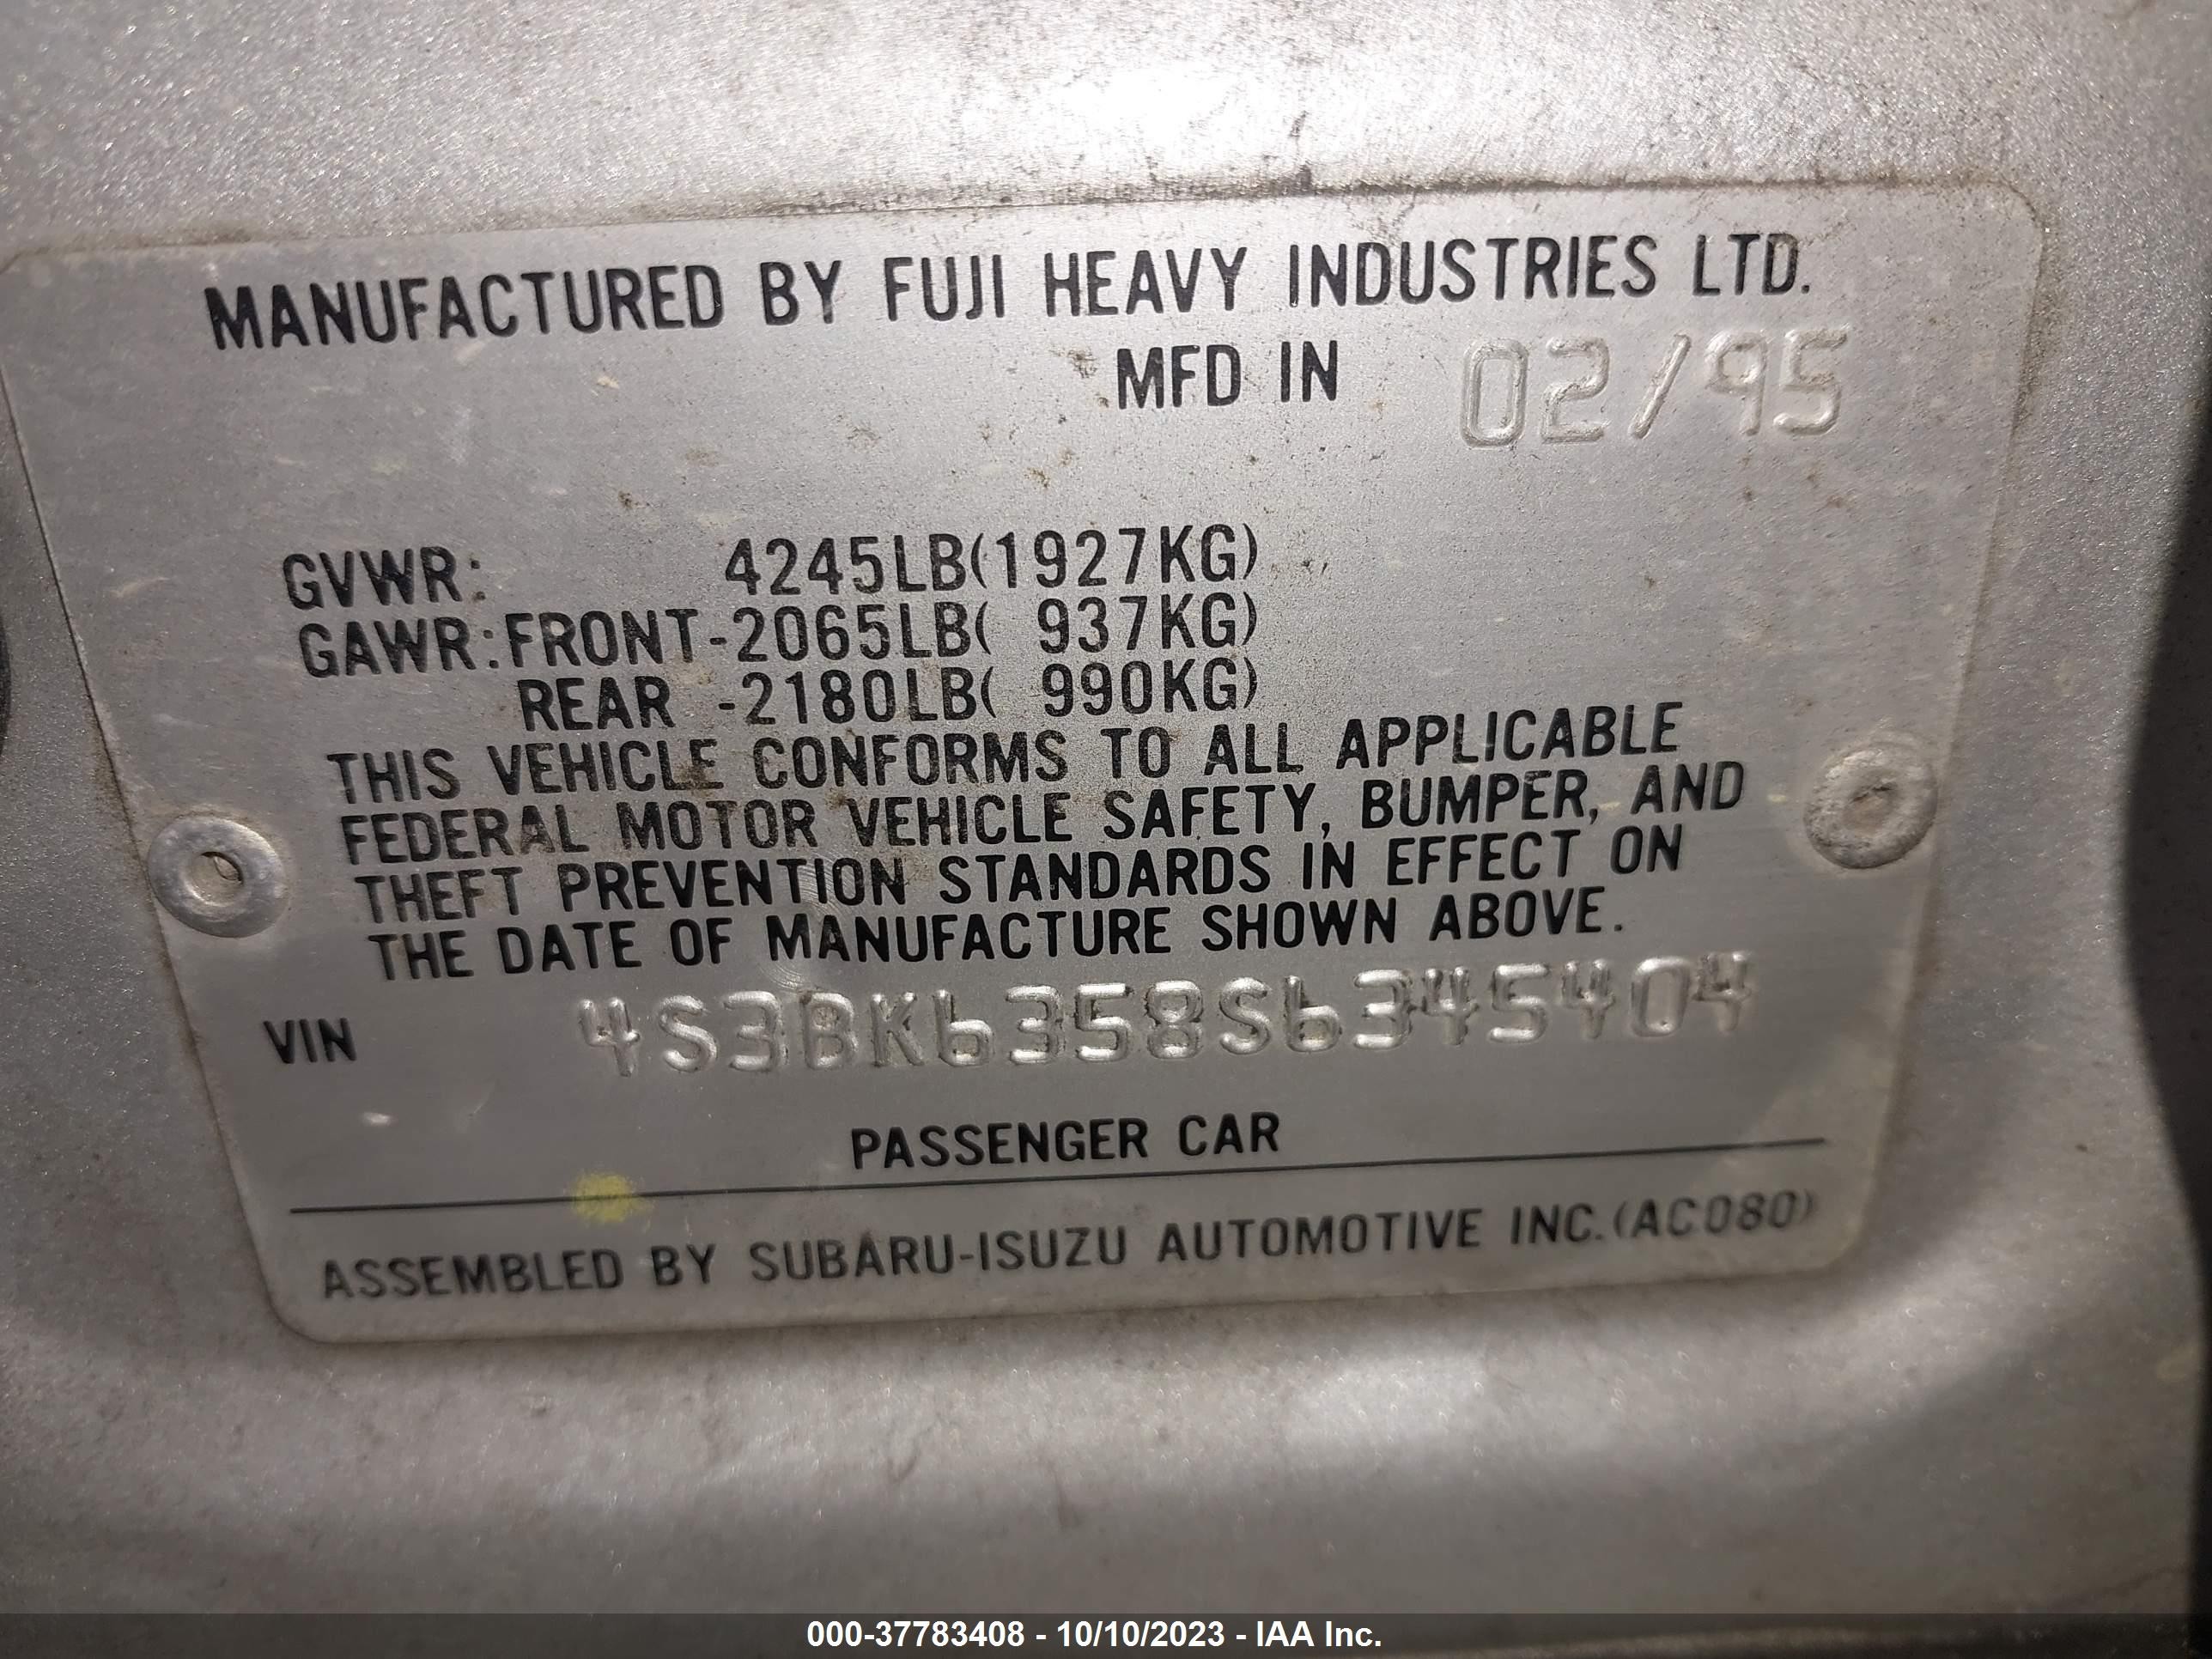 MANUFACTURED BY FUJI HEAVY INDUSTRIES LTD.
MFD IN 02/95
GVWR: 4245LB(1927KG)
GAWR:FRONT-2065LB( 937KG)
REAR -2180LB( 990KG)
THIS VEHICLE CONFORMS TO ALL APPLICABLE
FEDERAL MOTOR VEHICLE SAFETY, BUMPER, AND
THEFT PREVENTION STANDARDS IN EFFECT ON
THE DATE OF MANUFACTURE SHOWN ABOVE.
VIN 4S3BK6358S6345404
PASSENGER CAR
ASSEMBLED BY SUBARU-ISUZU AUTOMOTIVE INC.(AC080)
000-37783408 - 10/10/2023 - IAA Inc.